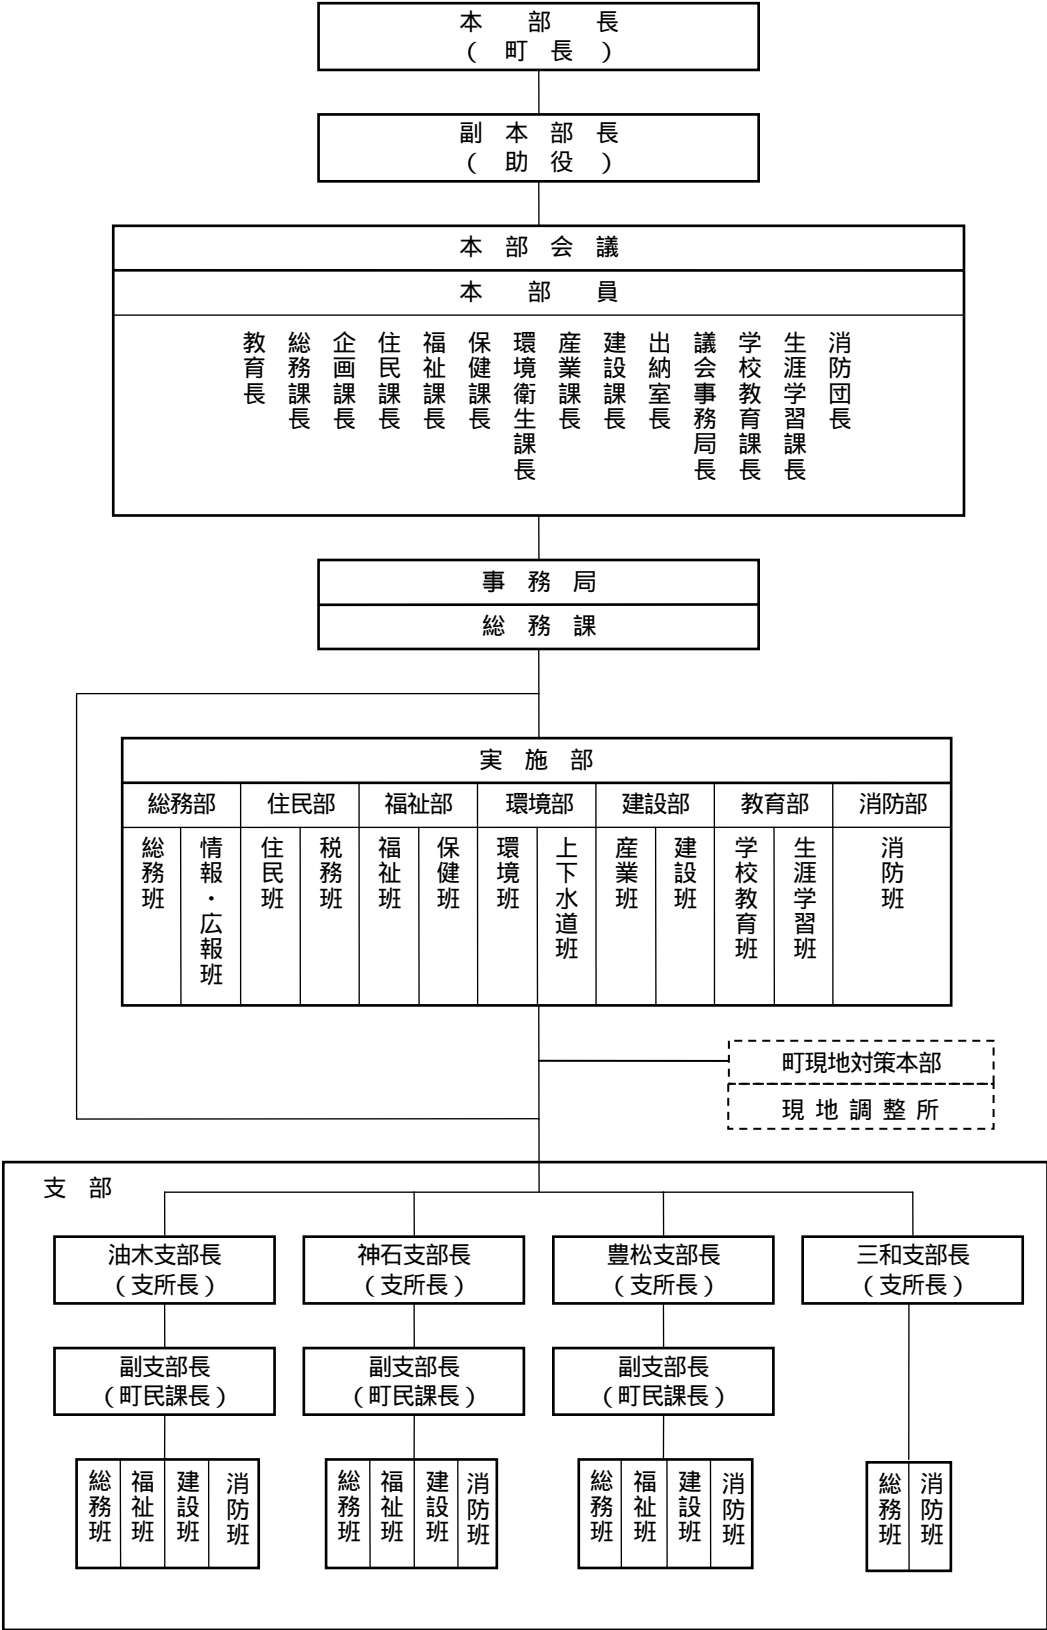 本部長
(町長)
副本部長
(助役)
本部会議
本部員
教育長
総務課長
企画課長
住民課長
福祉課長
保健課長
環境衛生課長
産業課長
建設課長
出納室長
議会事務局長
学校教育課長
生涯学習課長
消防団長
事務局
総務課
実施部
総務部
住民部
福祉部
環境部
建設部
教育部
消防部
総務班
情報・広報班
住民班
税務班
福祉班
保健班
環境班
上下水道班
産業班
建設班
学校教育班
生涯学習班
消防班
町現地対策本部
現地調整所
支部
油木支部長
(支所長)
神石支部長
(支所長)
豊松支部長
(支所長)
三和支部長
(支所長)
副支部長
(町民課長)
副支部長
(町民課長)
副支部長
(町民課長)
総務班
福祉班
建設班
消防班
総務班
福祉班
建設班
消防班
総務班
福祉班
建設班
消防班
総務班
消防班